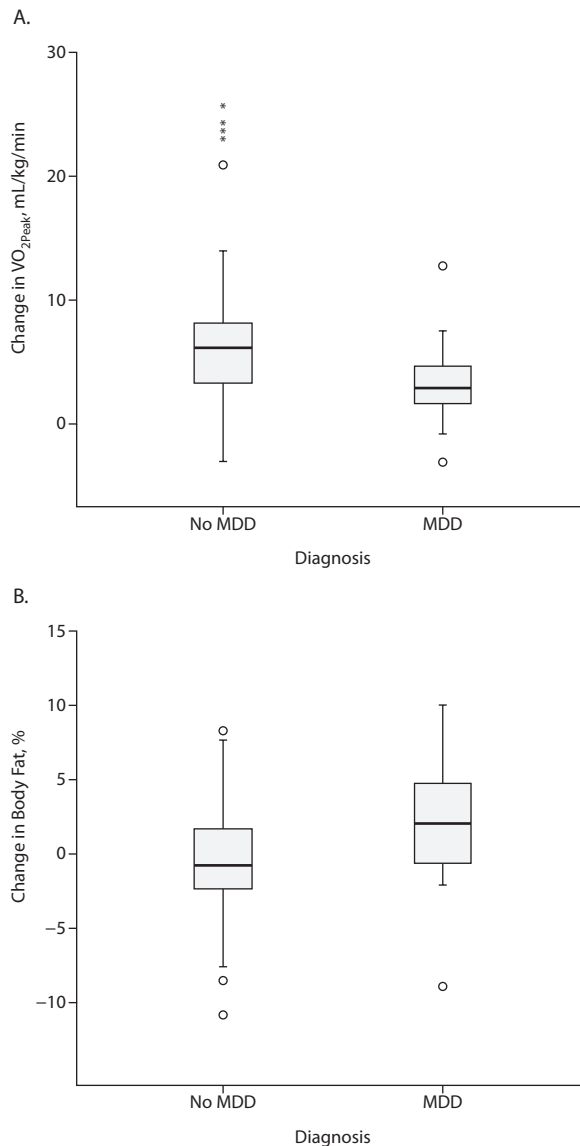 A.
30
20
10
0
Change in VO2Peak, mL/kg/min
*
***
No MDD MDD
Diagnosis
B.
15
10
5
0
−5
−10
Change in Body Fat, %
No MDD MDD
Diagnosis